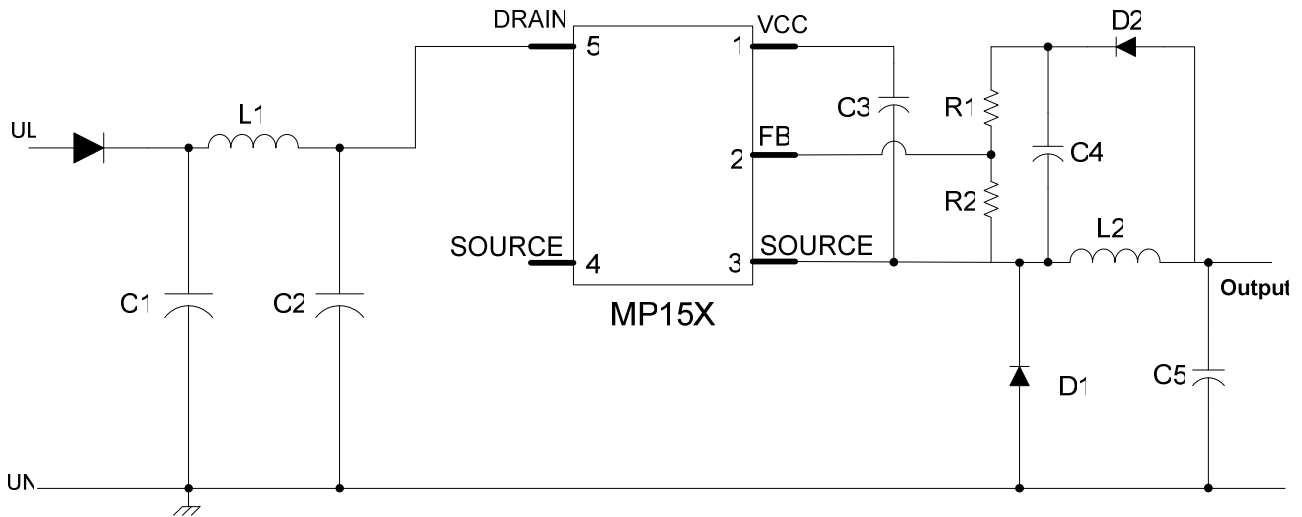 DRAIN
VCC
D2
5
1
C3
R1
L1
UL
FB
2
C4
R2
L2
SOURCE
4
3
SOURCE
Output
C1
C2
MP15X
D1
C5
UN